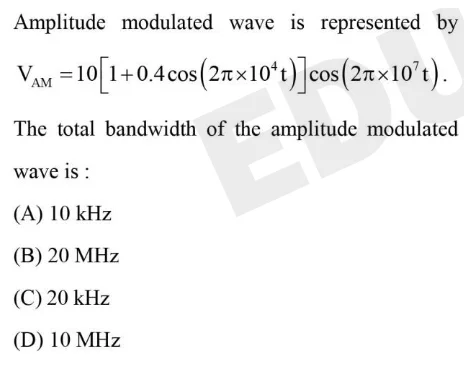 Amplitude modulated wave is represented by
V_AM = 10[1+0.4cos(2π×10⁴t)]cos(2π×10⁷t).
The total bandwidth of the amplitude modulated
wave is :
(A) 10 kHz
(B) 20 MHz
(C) 20 kHz
(D) 10 MHz
EDU